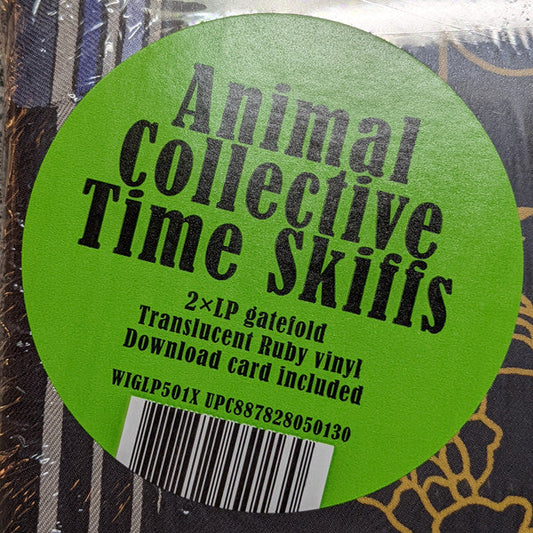 Animal
Collective
Time Skiffs
2×LP gatefold
Translucent Ruby vinyl
Download card included
WIGLP501X UPC887828050130